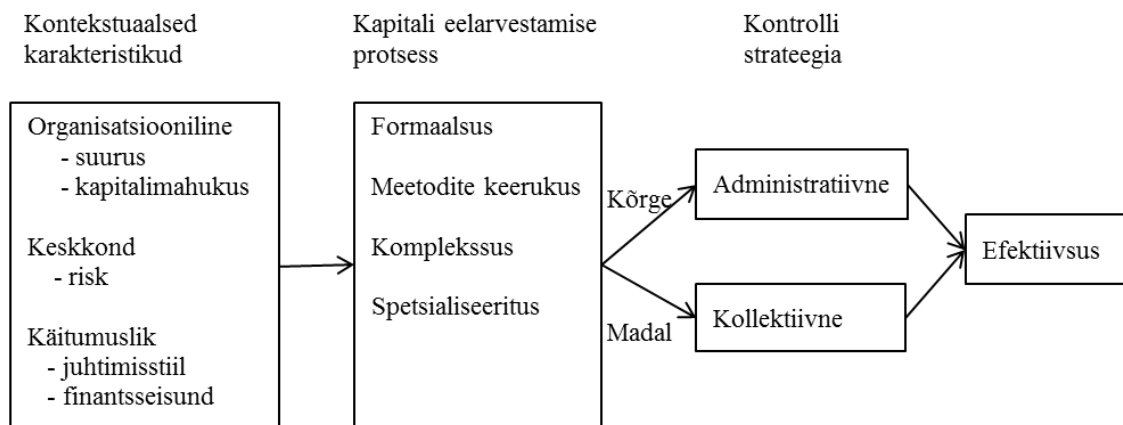 Kontekstuaalsed
karakteristikud
Kapitali eelarvestamise
protsess
Kontrolli
strateegia
Organisatsiooniline
- suurus
- kapitalimahukus
Keskkond
- risk
Käitumuslik
- juhtimisstiil
- finantsseisund
Formaalsus
Meetodite keerukus
Komplekssus
Spetsialiseeritus
Kõrge
Madal
Administratiivne
Kollektiivne
Efektiivsus